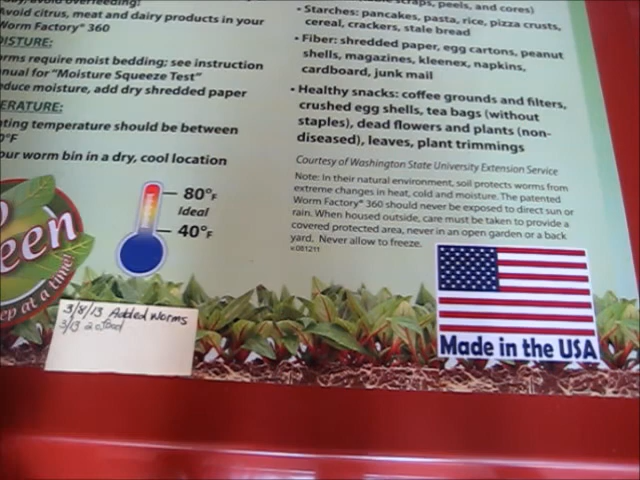 day, avoid overfeeding!
Avoid citrus, meat and dairy products in your
Worm Factory® 360
MOISTURE:
rms require moist bedding; see instruction
nual for "Moisture Squeeze Test"
duce moisture, add dry shredded paper
ERATURE:
ting temperature should be between
0°F
our worm bin in a dry, cool location
80°F
Ideal
40°F
een
ep at a time!
scraps, peels, and cores)
• Starches: pancakes, pasta, rice, pizza crusts,
cereal, crackers, stale bread
• Fiber: shredded paper, egg cartons, peanut
shells, magazines, kleenex, napkins,
cardboard, junk mail
• Healthy snacks: coffee grounds and filters,
crushed egg shells, tea bags (without
staples), dead flowers and plants (non-
diseased), leaves, plant trimmings
Courtesy of Washington State University Extension Service
Note: In their natural environment, soil protects worms from
extreme changes in heat, cold and moisture. The patented
Worm Factory® 360 should never be exposed to direct sun or
rain. When housed outside, care must be taken to provide a
covered protected area, never in an open garden or a back
yard. Never allow to freeze.
v.081211
Made in the USA
3/8/13 Added Worms
3/13